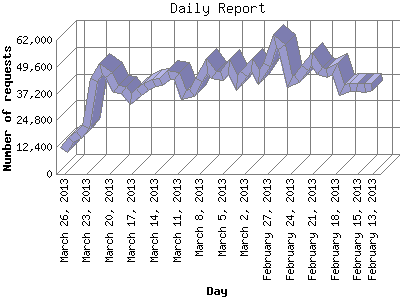 Daily Report
Number of requests
62,000
49,600
37,200
24,800
12,400
0
March 26, 2013
March 23, 2013
March 20, 2013
March 17, 2013
March 14, 2013
March 11, 2013
March 8, 2013
March 5, 2013
March 2, 2013
February 27, 2013
February 24, 2013
February 21, 2013
February 18, 2013
February 15, 2013
February 13, 2013
Day